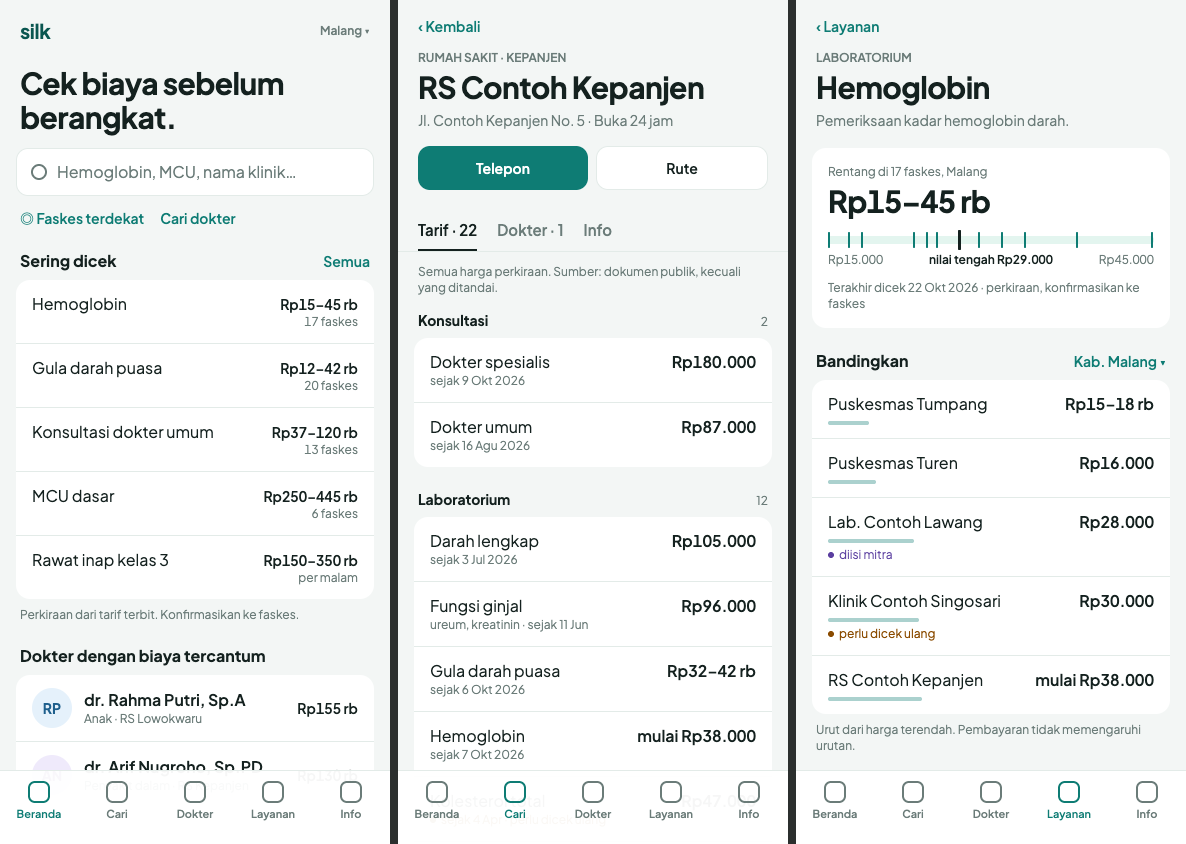 silk
Malang ▾
Cek biaya sebelum
berangkat.
Hemoglobin, MCU, nama klinik…
◎ Faskes terdekat
Cari dokter
Sering dicek
Semua
Hemoglobin
Rp15–45 rb
17 faskes
Gula darah puasa
Rp12–42 rb
20 faskes
Konsultasi dokter umum
Rp37–120 rb
13 faskes
MCU dasar
Rp250–445 rb
6 faskes
Rawat inap kelas 3
Rp150–350 rb
per malam
Perkiraan dari tarif terbit. Konfirmasikan ke faskes.
Dokter dengan biaya tercantum
RP
dr. Rahma Putri, Sp.A
Anak · RS Lowokwaru
Rp155 rb
AN
dr. Arif Nugroho, Sp.PD
Rp130 rb
Beranda
Cari
Dokter
Layanan
Info
‹ Kembali
RUMAH SAKIT · KEPANJEN
RS Contoh Kepanjen
Jl. Contoh Kepanjen No. 5 · Buka 24 jam
Telepon
Rute
Tarif · 22
Dokter · 1
Info
Semua harga perkiraan. Sumber: dokumen publik, kecuali
yang ditandai.
Konsultasi
2
Dokter spesialis
Rp180.000
sejak 9 Okt 2026
Dokter umum
Rp87.000
sejak 16 Agu 2026
Laboratorium
12
Darah lengkap
Rp105.000
sejak 3 Jul 2026
Fungsi ginjal
Rp96.000
ureum, kreatinin · sejak 11 Jun
Gula darah puasa
Rp32–42 rb
sejak 6 Okt 2026
Hemoglobin
mulai Rp38.000
sejak 7 Okt 2026
Kolesterol total
Rp47.000
Beranda
Cari
Dokter
Layanan
Info
‹ Layanan
LABORATORIUM
Hemoglobin
Pemeriksaan kadar hemoglobin darah.
Rentang di 17 faskes, Malang
Rp15–45 rb
Rp15.000
nilai tengah Rp29.000
Rp45.000
Terakhir dicek 22 Okt 2026 · perkiraan, konfirmasikan ke
faskes
Bandingkan
Kab. Malang ▾
Puskesmas Tumpang
Rp15–18 rb
Puskesmas Turen
Rp16.000
Lab. Contoh Lawang
Rp28.000
diisi mitra
Klinik Contoh Singosari
Rp30.000
perlu dicek ulang
RS Contoh Kepanjen
mulai Rp38.000
Urut dari harga terendah. Pembayaran tidak memengaruhi
urutan.
Beranda
Cari
Dokter
Layanan
Info